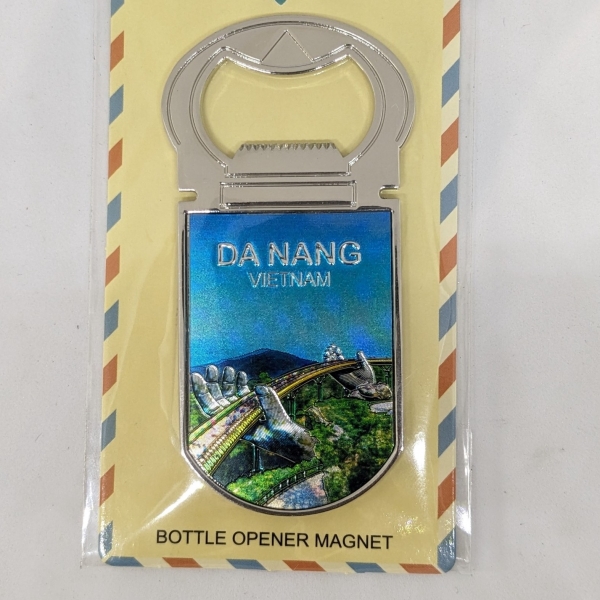 DA NANG
VIETNAM
BOTTLE OPENER MAGNET